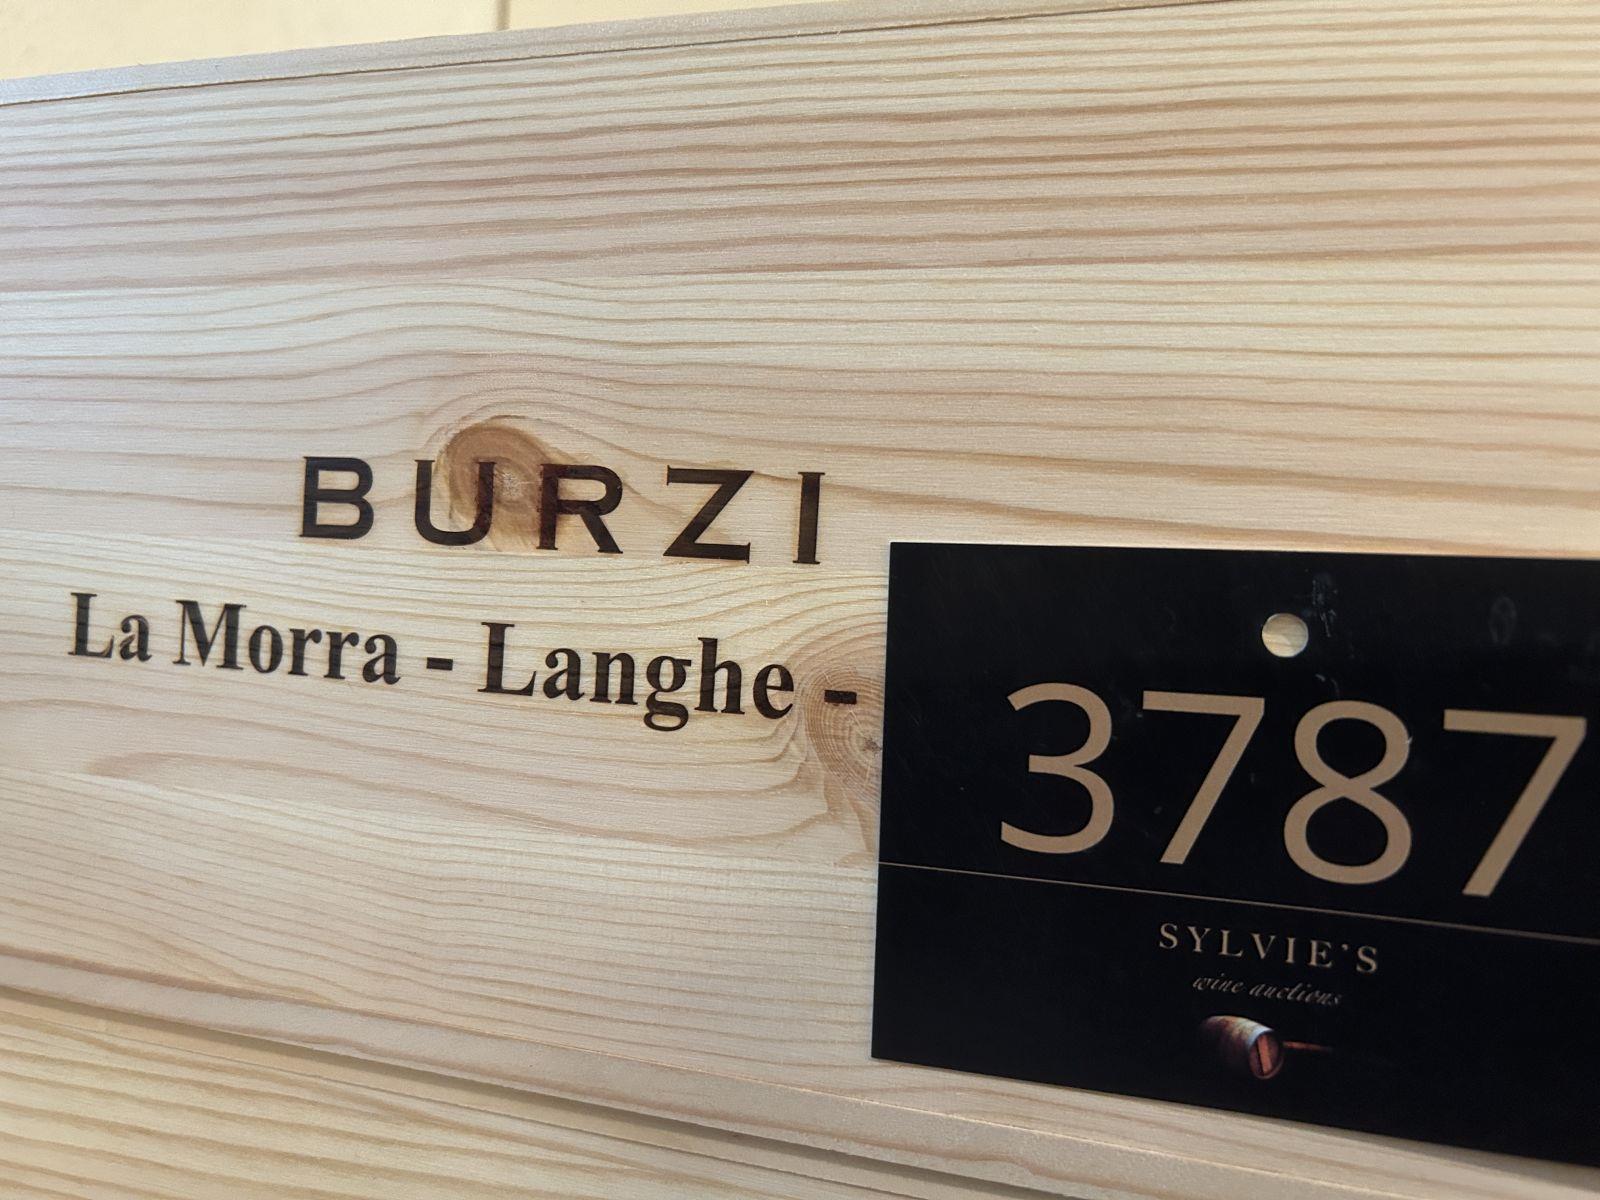 BURZI
La Morra - Langhe -
3787
SYLVIE'S
wine auctions